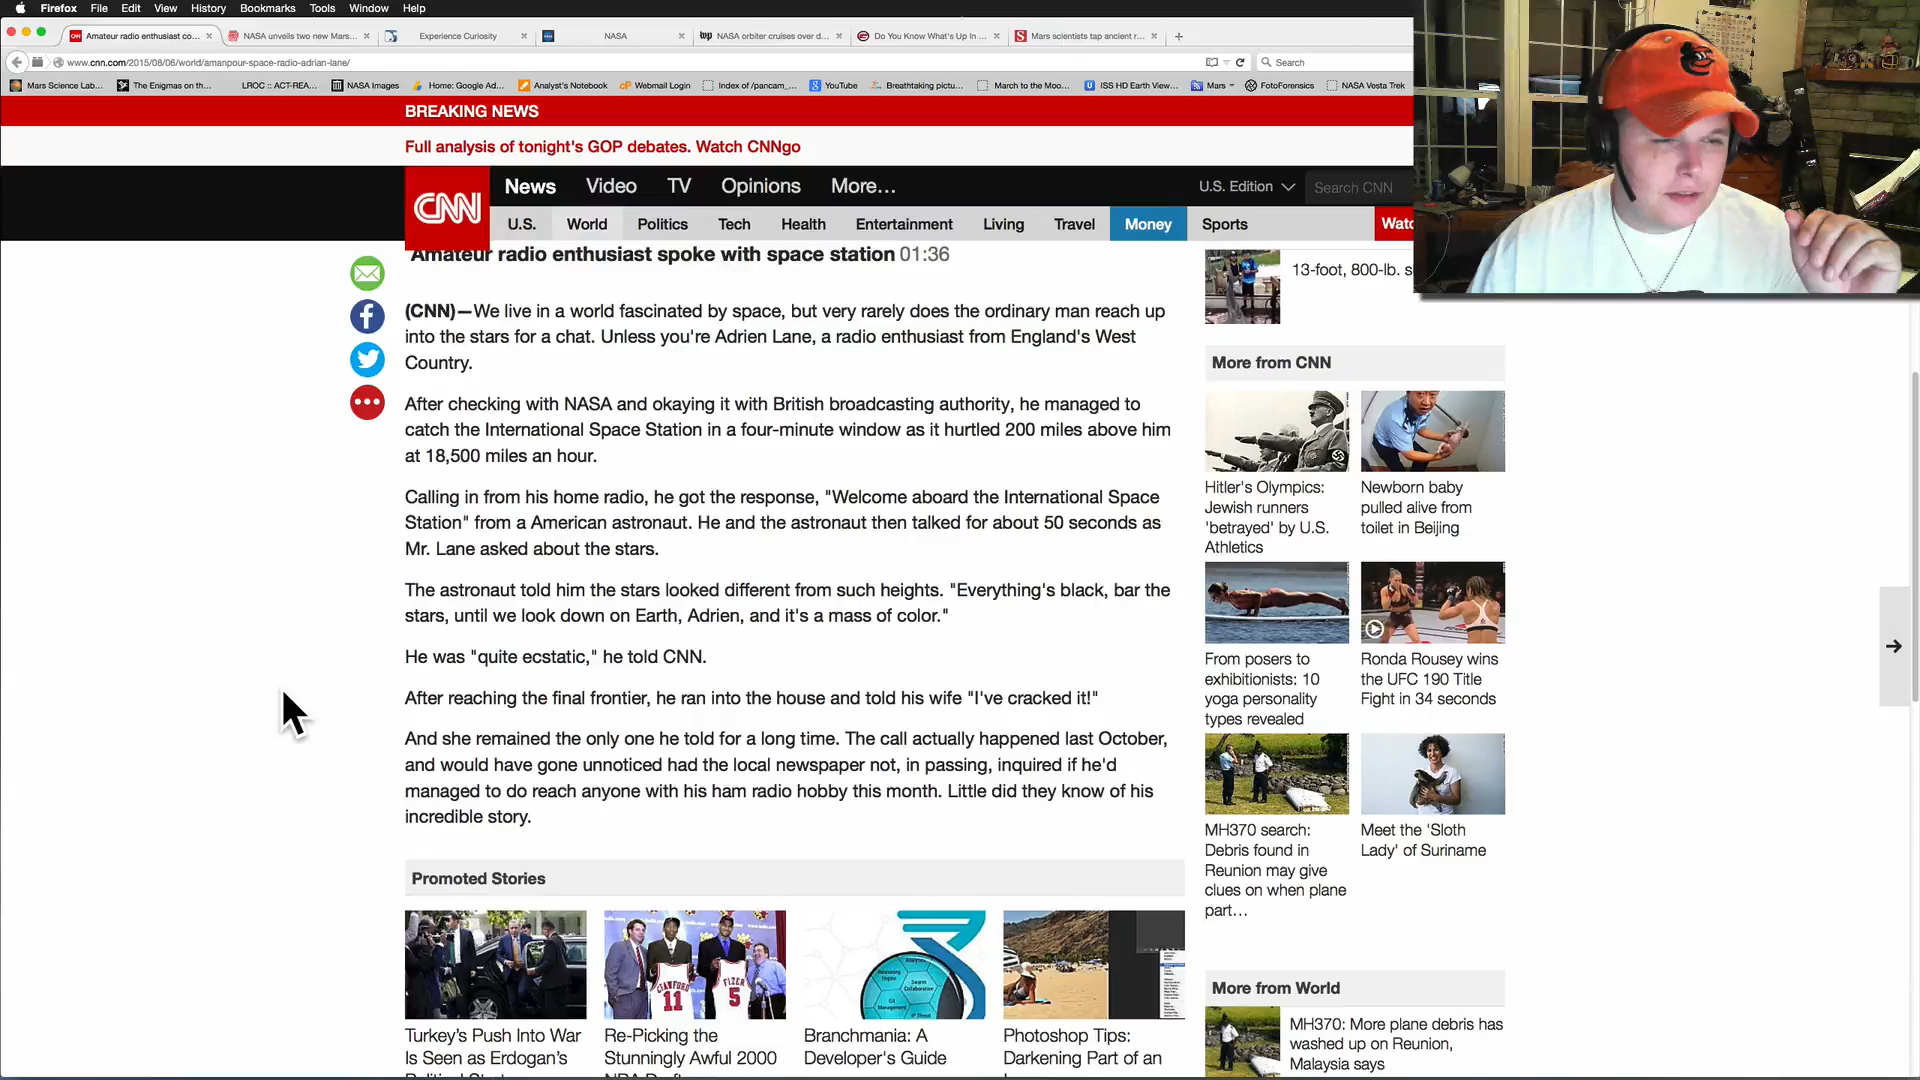 Firefox File Edit View History Bookmarks Tools Window Help
Amateur radio enthusiast co... NASA unveils two new Mars... Experience Curiosity NASA NASA orbiter cruises over d... Do You Know What's Up In ... Mars scientists tap ancient r...
www.cnn.com/2015/08/06/world/amanpour-space-radio-adrian-lane/ Search
Mars Science Lab... The Enigmas on th... LROC :: ACT-REA... NASA Images Home: Google Ad... Analyst's Notebook Webmail Login Index of /pancam_... YouTube Breathtaking pictu... March to the Moo... ISS HD Earth View... Mars FotoForensics NASA Vesta Trek
BREAKING NEWS
Full analysis of tonight's GOP debates. Watch CNNgo
CNN
News Video TV Opinions More...
U.S. Edition Search CNN
U.S. World Politics Tech Health Entertainment Living Travel Money Sports
Amateur radio enthusiast spoke with space station 01:36
(CNN)—We live in a world fascinated by space, but very rarely does the ordinary man reach up
into the stars for a chat. Unless you're Adrien Lane, a radio enthusiast from England's West
Country.
After checking with NASA and okaying it with British broadcasting authority, he managed to
catch the International Space Station in a four-minute window as it hurtled 200 miles above him
at 18,500 miles an hour.
Calling in from his home radio, he got the response, "Welcome aboard the International Space
Station" from a American astronaut. He and the astronaut then talked for about 50 seconds as
Mr. Lane asked about the stars.
The astronaut told him the stars looked different from such heights. "Everything's black, bar the
stars, until we look down on Earth, Adrien, and it's a mass of color."
He was "quite ecstatic," he told CNN.
After reaching the final frontier, he ran into the house and told his wife "I've cracked it!"
And she remained the only one he told for a long time. The call actually happened last October,
and would have gone unnoticed had the local newspaper not, in passing, inquired if he'd
managed to do reach anyone with his ham radio hobby this month. Little did they know of his
incredible story.
Promoted Stories
CRAWFORD
11
FIZER
5
Turkey's Push Into War
Is Seen as Erdogan's
Re-Picking the
Stunningly Awful 2000
Branchmania: A
Developer's Guide
Photoshop Tips:
Darkening Part of an
13-foot, 800-lb. s
More from CNN
Hitler's Olympics:
Jewish runners
'betrayed' by U.S.
Athletics
Newborn baby
pulled alive from
toilet in Beijing
From posers to
exhibitionists: 10
yoga personality
types revealed
Ronda Rousey wins
the UFC 190 Title
Fight in 34 seconds
MH370 search:
Debris found in
Reunion may give
clues on when plane
part...
Meet the 'Sloth
Lady' of Suriname
More from World
MH370: More plane debris has
washed up on Reunion,
Malaysia says